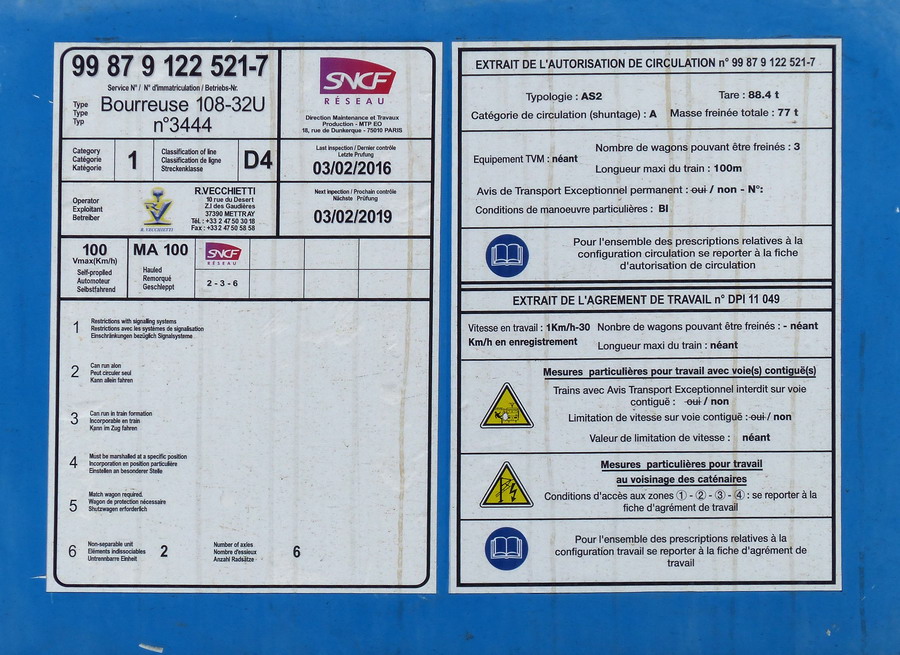 99 87 9 122 521-7
Service N° / N° d'immatriculation / Betriebs-Nr.
Type
Type
Typ
Bourreuse 108-32U
n°3444
SNCF
RÉSEAU
Direction Maintenance et Travaux
Production - MTP EO
18, rue de Dunkerque - 75010 PARIS
Category
Catégorie
Kategorie
1
Classification of line
Classification de ligne
Streckenklasse
D4
Last inspection / Dernier contrôle
Letzte Prüfung
03/02/2016
Operator
Exploitant
Betreiber
R. VECCHIETTI
R.VECCHIETTI
10 rue du Desert
Z.I des Gaudières
37390 METTRAY
Tél. : +33 2 47 50 30 18
Fax : +33 2 47 50 58 58
Next inpection / Prochain contrôle
Nächste Prüfung
03/02/2019
100
Vmax(Km/h)
Self-proplled
Automoteur
Selbstfahrend
MA 100
Hauled
Remorqué
Geschleppt
SNCF
RÉSEAU
2 - 3 - 6
1
Restrictions with signalling systems
Restrictions avec les systèmes de signalisation
Einschränkungen bezüglich Signalsysteme
2
Can run alon
Peut circuler seul
Kann allein fahren
3
Can run in train formation
Incorporable en train
Kann im Zug fahren
4
Must be marshalled at a specific position
Incorporation en position particulière
Einstellen an besonderer Stelle
5
Match wagon required.
Wagon de protection nécessaire
Shutzwagen erforderlich
6
Non-separable unit
Eléments indissociables
Untrennbarre Einheit
2
Number of axles
Nombre d'essieux
Anzahl Radsätze
6
EXTRAIT DE L'AUTORISATION DE CIRCULATION n° 99 87 9 122 521-7
Typologie : AS2
Tare : 88.4 t
Catégorie de circulation (shuntage) : A
Masse freinée totale : 77 t
Equipement TVM : néant
Nombre de wagons pouvant être freinés : 3
Longueur maxi du train : 100m
Avis de Transport Exceptionnel permanent : oui / non - N°:
Conditions de manoeuvre particulières : BI
Pour l'ensemble des prescriptions relatives à la
configuration circulation se reporter à la fiche
d'autorisation de circulation
EXTRAIT DE L'AGREMENT DE TRAVAIL n° DPI 11 049
Vitesse en travail : 1Km/h-30
Km/h en enregistrement
Nonbre de wagons pouvant être freinés : - néant
Longueur maxi du train : néant
Mesures particulières pour travail avec voie(s) contiguë(s)
Trains avec Avis Transport Exceptionnel interdit sur voie
contiguë : oui / non
Limitation de vitesse sur voie contiguë : oui / non
Valeur de limitation de vitesse : néant
Mesures particulières pour travail
au voisinage des caténaires
Conditions d'accès aux zones ① - ② - ③ - ④ : se reporter à la
fiche d'agrément de travail
Pour l'ensemble des prescriptions relatives à la
configuration travail se reporter à la fiche d'agrément de
travail